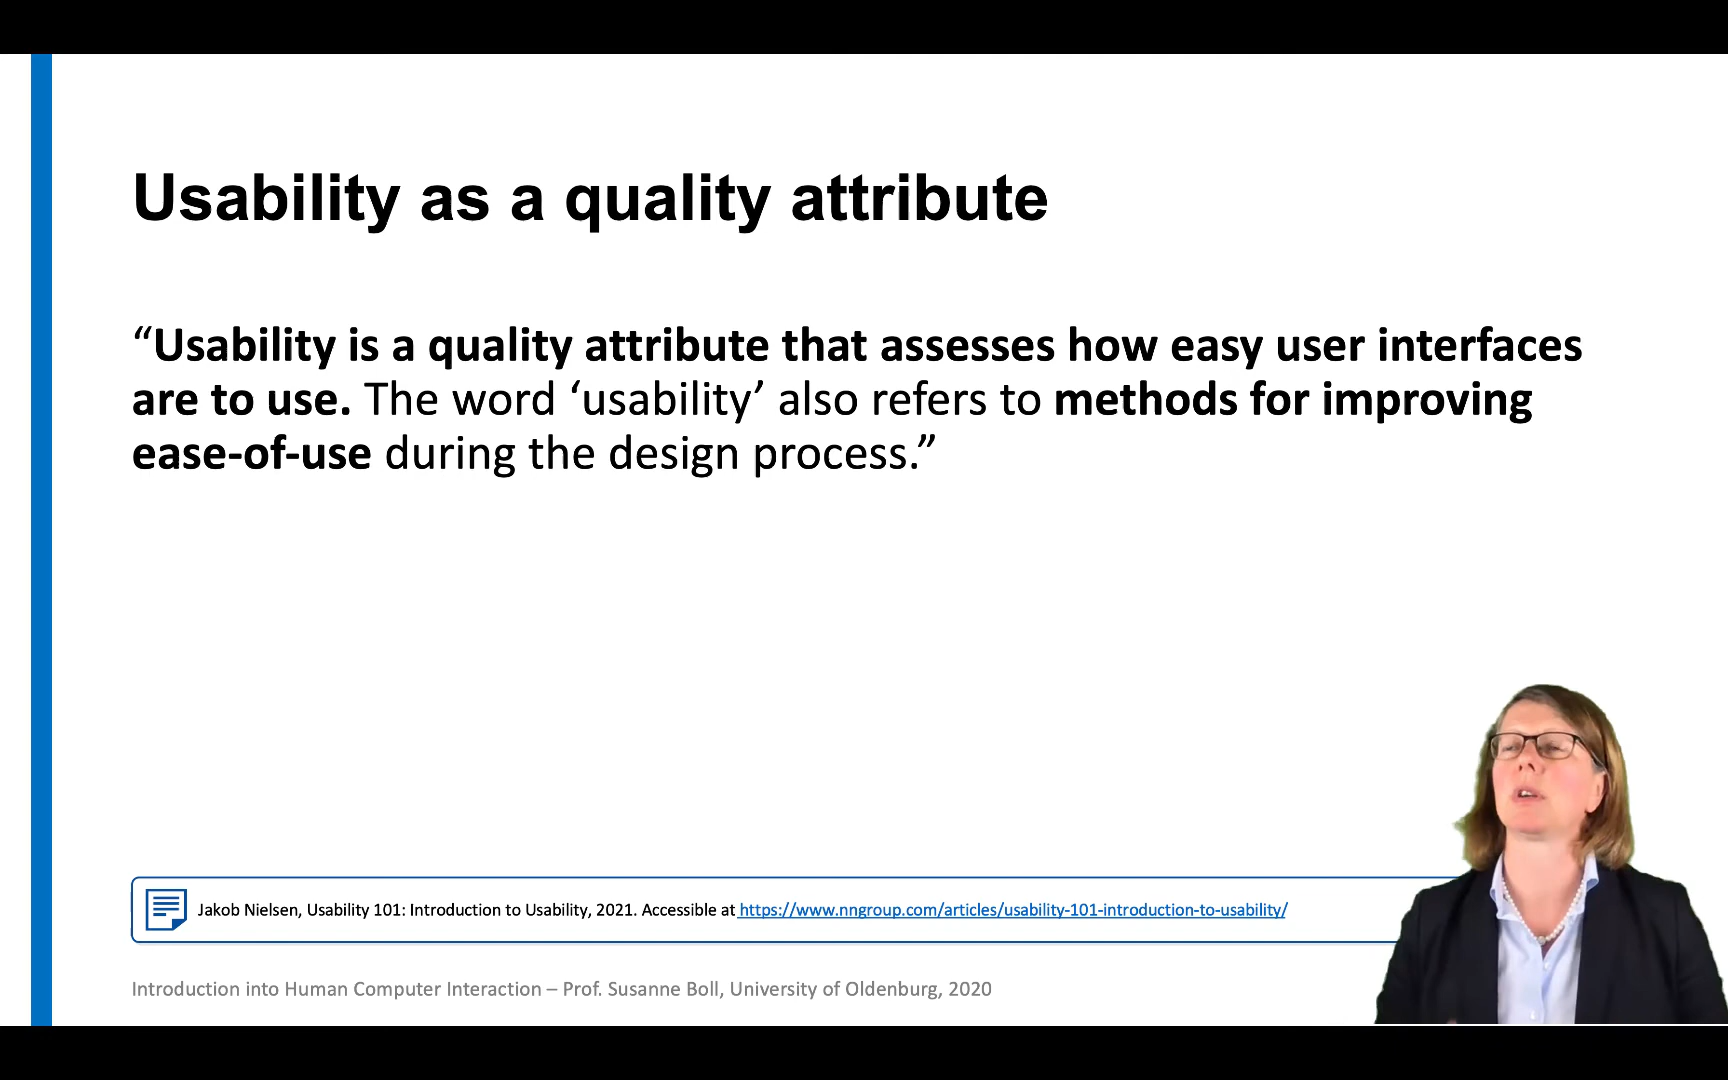 Usability as a quality attribute
“Usability is a quality attribute that assesses how easy user interfaces
are to use. The word ‘usability’ also refers to methods for improving
ease-of-use during the design process.”
Jakob Nielsen, Usability 101: Introduction to Usability, 2021. Accessible at https://www.nngroup.com/articles/usability-101-introduction-to-usability/
Introduction into Human Computer Interaction – Prof. Susanne Boll, University of Oldenburg, 2020